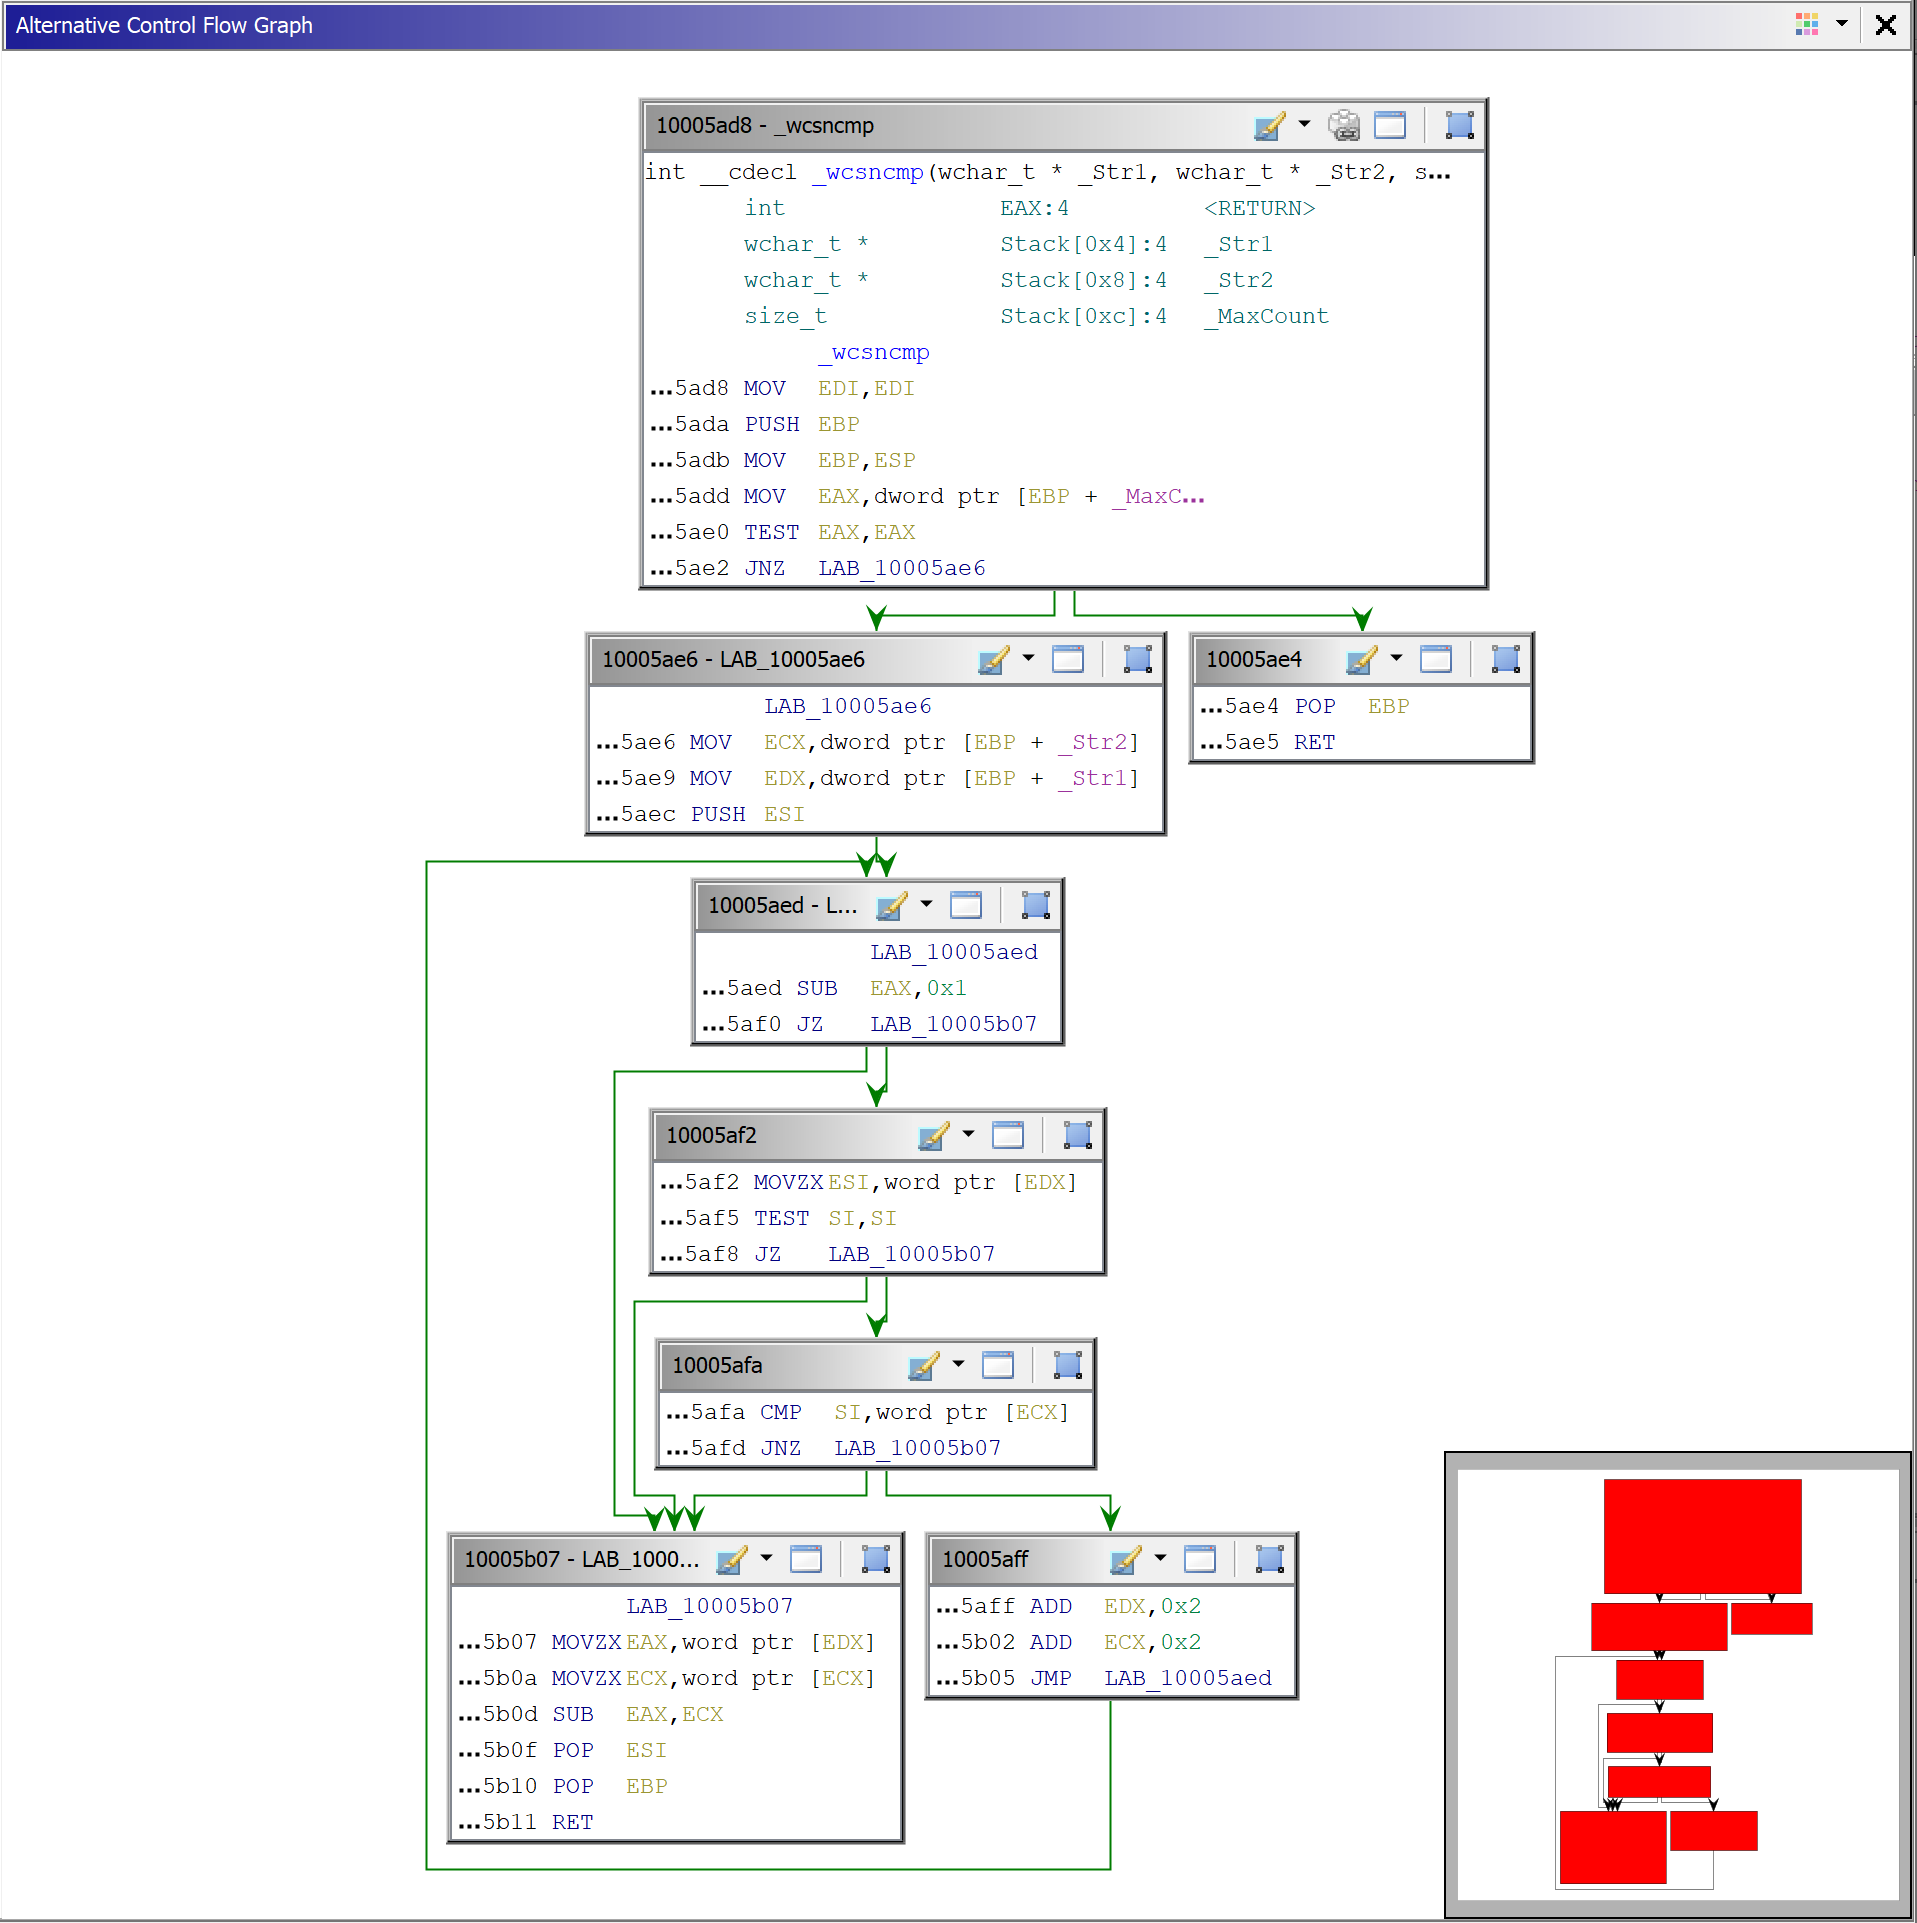 Alternative Control Flow Graph
10005ad8 - _wcsncmp
int __cdecl _wcsncmp(wchar_t * _Str1, wchar_t * _Str2, s...
int EAX:4 <RETURN>
wchar_t * Stack[0x4]:4 _Str1
wchar_t * Stack[0x8]:4 _Str2
size_t Stack[0xc]:4 _MaxCount
_wcsncmp
...5ad8 MOV EDI,EDI
...5ada PUSH EBP
...5adb MOV EBP,ESP
...5add MOV EAX,dword ptr [EBP + _MaxC...
...5ae0 TEST EAX,EAX
...5ae2 JNZ LAB_10005ae6
10005ae6 - LAB_10005ae6
LAB_10005ae6
...5ae6 MOV ECX,dword ptr [EBP + _Str2]
...5ae9 MOV EDX,dword ptr [EBP + _Str1]
...5aec PUSH ESI
10005ae4
...5ae4 POP EBP
...5ae5 RET
10005aed - L...
LAB_10005aed
...5aed SUB EAX,0x1
...5af0 JZ LAB_10005b07
10005af2
...5af2 MOVZX ESI,word ptr [EDX]
...5af5 TEST SI,SI
...5af8 JZ LAB_10005b07
10005afa
...5afa CMP SI,word ptr [ECX]
...5afd JNZ LAB_10005b07
10005b07 - LAB_1000...
LAB_10005b07
...5b07 MOVZX EAX,word ptr [EDX]
...5b0a MOVZX ECX,word ptr [ECX]
...5b0d SUB EAX,ECX
...5b0f POP ESI
...5b10 POP EBP
...5b11 RET
10005aff
...5aff ADD EDX,0x2
...5b02 ADD ECX,0x2
...5b05 JMP LAB_10005aed